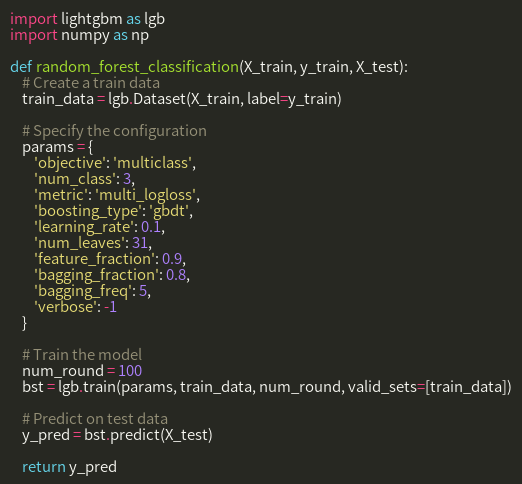 import lightgbm as lgb
import numpy as np
def random_forest_classification(X_train, y_train, X_test):
# Create a train data
train_data = lgb.Dataset(X_train, label=y_train)
# Specify the configuration
params = {
'objective': 'multiclass',
'num_class': 3,
'metric': 'multi_logloss',
'boosting_type': 'gbdt',
'learning_rate': 0.1,
'num_leaves': 31,
'feature_fraction': 0.9,
'bagging_fraction': 0.8,
'bagging_freq': 5,
'verbose': -1
}
# Train the model
num_round = 100
bst = lgb.train(params, train_data, num_round, valid_sets=[train_data])
# Predict on test data
y_pred = bst.predict(X_test)
return y_pred